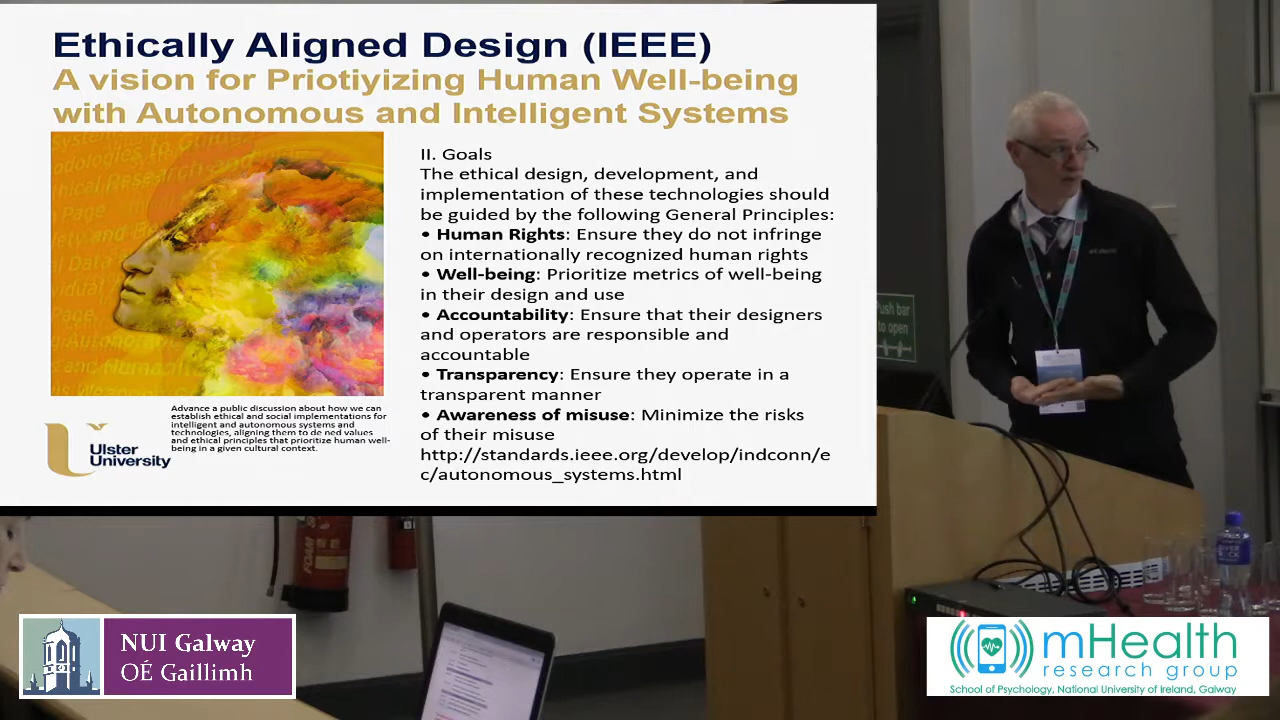 Ethically Aligned Design (IEEE)
A vision for Priotiyizing Human Well-being
with Autonomous and Intelligent Systems
II. Goals
The ethical design, development, and
implementation of these technologies should
be guided by the following General Principles:
• Human Rights: Ensure they do not infringe
on internationally recognized human rights
• Well-being: Prioritize metrics of well-being
in their design and use
• Accountability: Ensure that their designers
and operators are responsible and
accountable
• Transparency: Ensure they operate in a
transparent manner
• Awareness of misuse: Minimize the risks
of their misuse
http://standards.ieee.org/develop/indconn/e
c/autonomous_systems.html
Advance a public discussion about how we can
establish ethical and social implementations for
intelligent and autonomous systems and
technologies, aligning them to de ned values
and ethical principles that prioritize human well-
being in a given cultural context.
Ulster
University
Push bar
to open
FOAM
NUI Galway
OÉ Gaillimh
mHealth
research group
School of Psychology, National University of Ireland, Galway